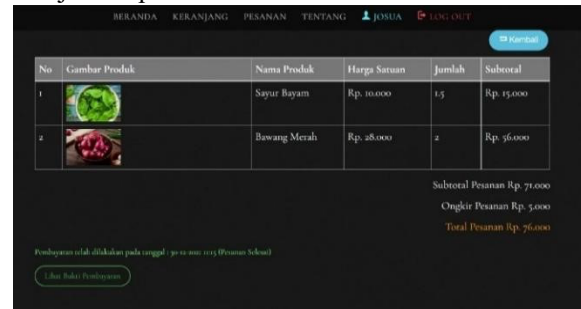 BERANDA KERANJANG PESANAN TENTANG JOSUA LOG OUT
Kembali
No Gambar Produk Nama Produk Harga Satuan Jumlah Subtotal
1 Sayur Bayam Rp. 10.000 1.5 Rp. 15.000
2 Bawang Merah Rp. 28.000 2 Rp. 56.000
Subtotal Pesanan Rp. 71.000
Ongkir Pesanan Rp. 5.000
Total Pesanan Rp. 76.000
Pembayaran telah dilakukan pada tanggal : (Pesanan Selesai)
Lihat Bukti Pembayaran